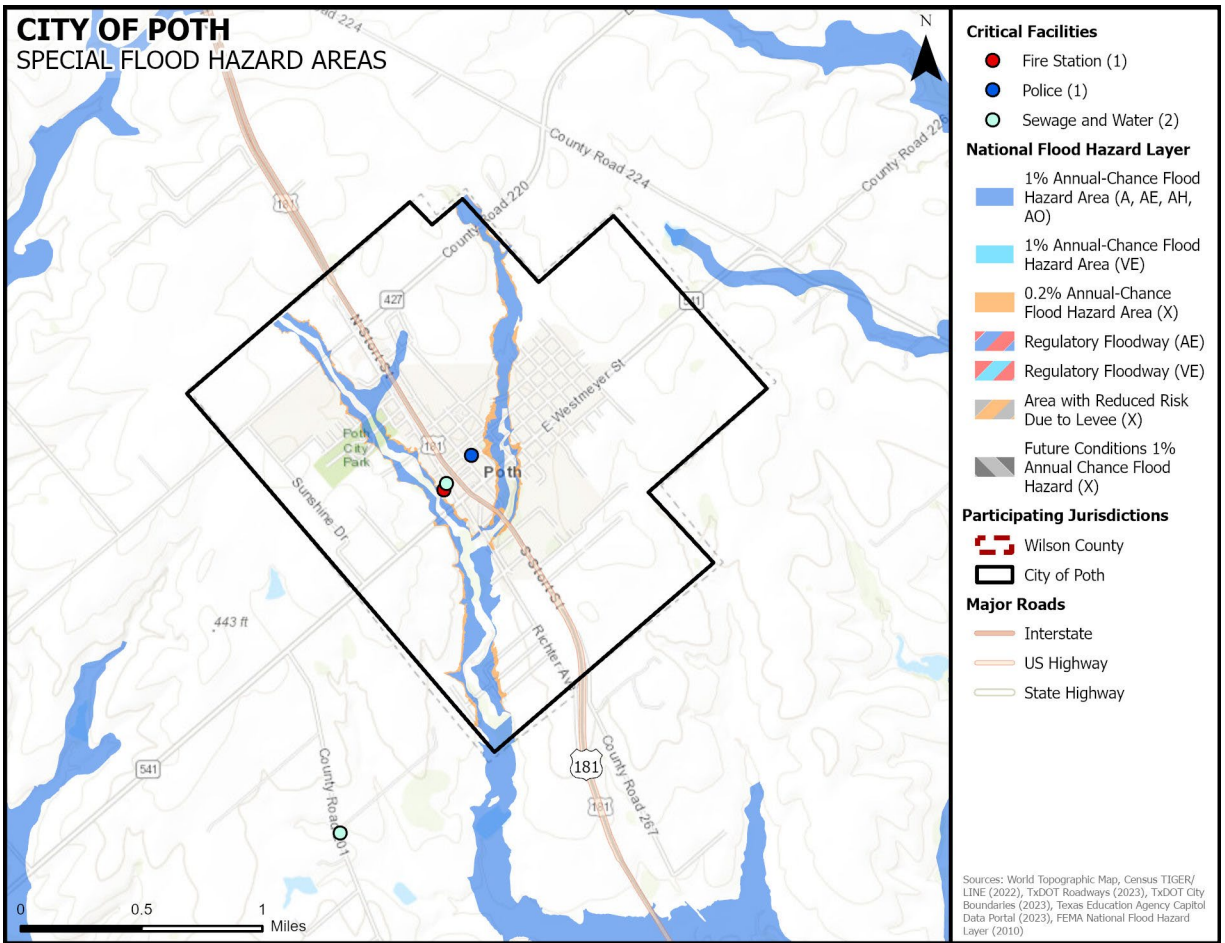 CITY OF POTH
SPECIAL FLOOD HAZARD AREAS
ad 224
N
County Road 224
County Road 225
181
County Road 220
427
541
N Storts St
E Westmeyer St
Poth
City
Park
181
Poth
Sunshine Dr
S Storts St
443 ft
Richter Av
541
181
181
County Road 267
County Road 201
0 0.5 1
Miles
Critical Facilities
Fire Station (1)
Police (1)
Sewage and Water (2)
National Flood Hazard Layer
1% Annual-Chance Flood
Hazard Area (A, AE, AH,
AO)
1% Annual-Chance Flood
Hazard Area (VE)
0.2% Annual-Chance
Flood Hazard Area (X)
Regulatory Floodway (AE)
Regulatory Floodway (VE)
Area with Reduced Risk
Due to Levee (X)
Future Conditions 1%
Annual Chance Flood
Hazard (X)
Participating Jurisdictions
Wilson County
City of Poth
Major Roads
Interstate
US Highway
State Highway
Sources: World Topographic Map, Census TIGER/
LINE (2022), TxDOT Roadways (2023), TxDOT City
Boundaries (2023), Texas Education Agency Capitol
Data Portal (2023), FEMA National Flood Hazard
Layer (2010)